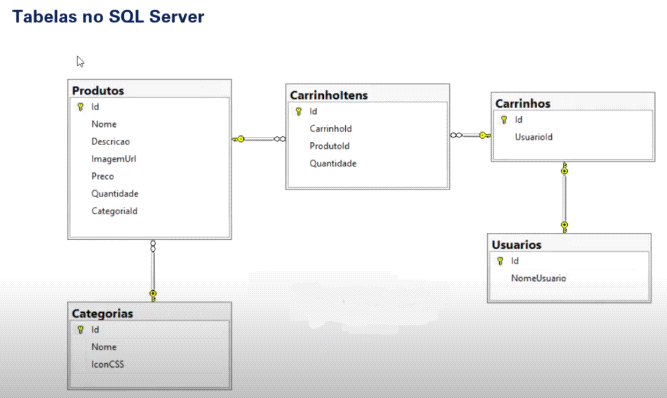 Tabelas no SQL Server
Produtos
Id
Nome
Descricao
ImagemUrl
Preco
Quantidade
CategoriaId
CarrinhoItens
Id
CarrinhoId
ProdutoId
Quantidade
Carrinhos
Id
UsuarioId
Usuarios
Id
NomeUsuario
Categorias
Id
Nome
IconCSS